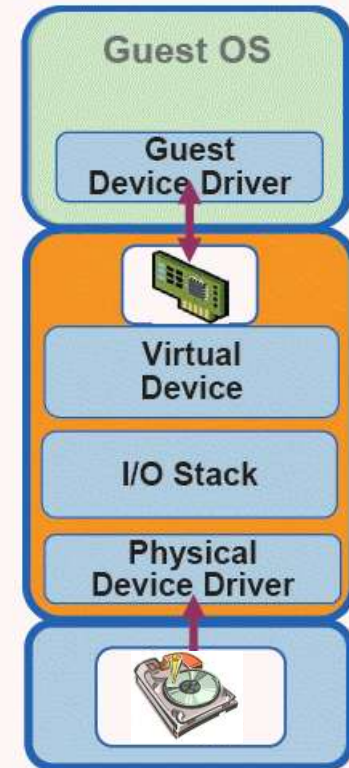 Guest OS
Guest
Device Driver
Virtual
Device
I/O Stack
Physical
Device Driver